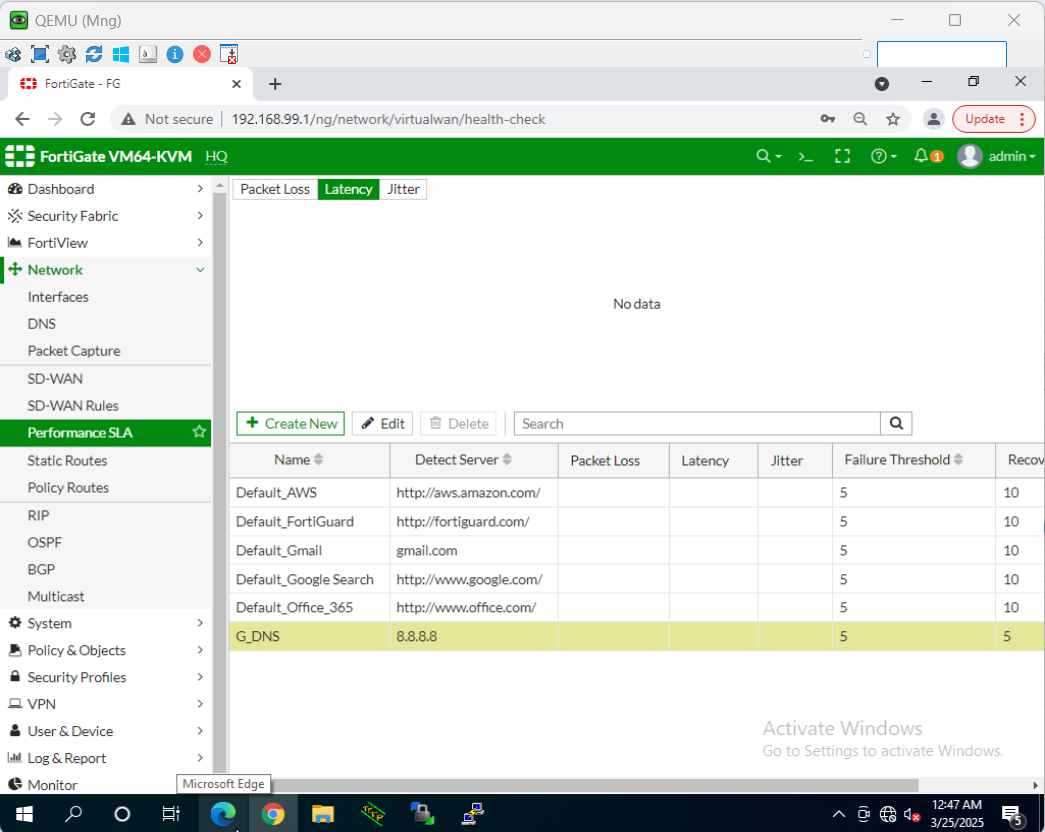 QEMU (Mng)
FortiGate - FG
Not secure 192.168.99.1/ng/network/virtualwan/health-check Update
FortiGate VM64-KVM HQ 1 admin
Dashboard
Security Fabric
FortiView
Network
Interfaces
DNS
Packet Capture
SD-WAN
SD-WAN Rules
Performance SLA
Static Routes
Policy Routes
RIP
OSPF
BGP
Multicast
System
Policy & Objects
Security Profiles
VPN
User & Device
Log & Report
Monitor
Packet Loss Latency Jitter
No data
Create New Edit Delete Search
Name Detect Server Packet Loss Latency Jitter Failure Threshold Recov
Default_AWS http://aws.amazon.com/ 5 10
Default_FortiGuard http://fortiguard.com/ 5 10
Default_Gmail gmail.com 5 10
Default_Google Search http://www.google.com/ 5 10
Default_Office_365 http://www.office.com/ 5 10
G_DNS 8.8.8.8 5 5
Activate Windows
Go to Settings to activate Windows.
Microsoft Edge
12:47 AM
3/25/2025
5